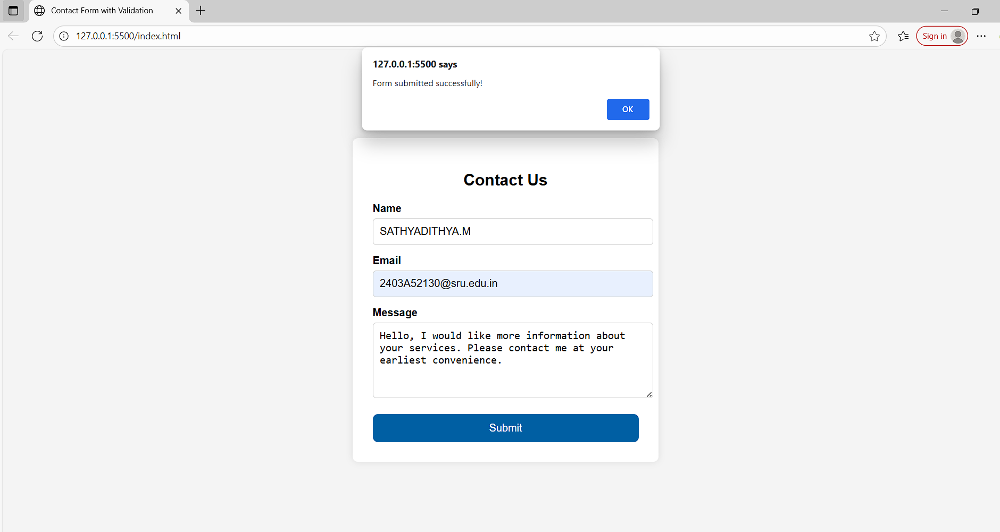 Contact Form with Validation
127.0.0.1:5500/index.html
Sign in
127.0.0.1:5500 says
Form submitted successfully!
OK
Contact Us
Name
SATHYADITHYA.M
Email
2403A52130@sru.edu.in
Message
Hello, I would like more information about
your services. Please contact me at your
earliest convenience.
Submit